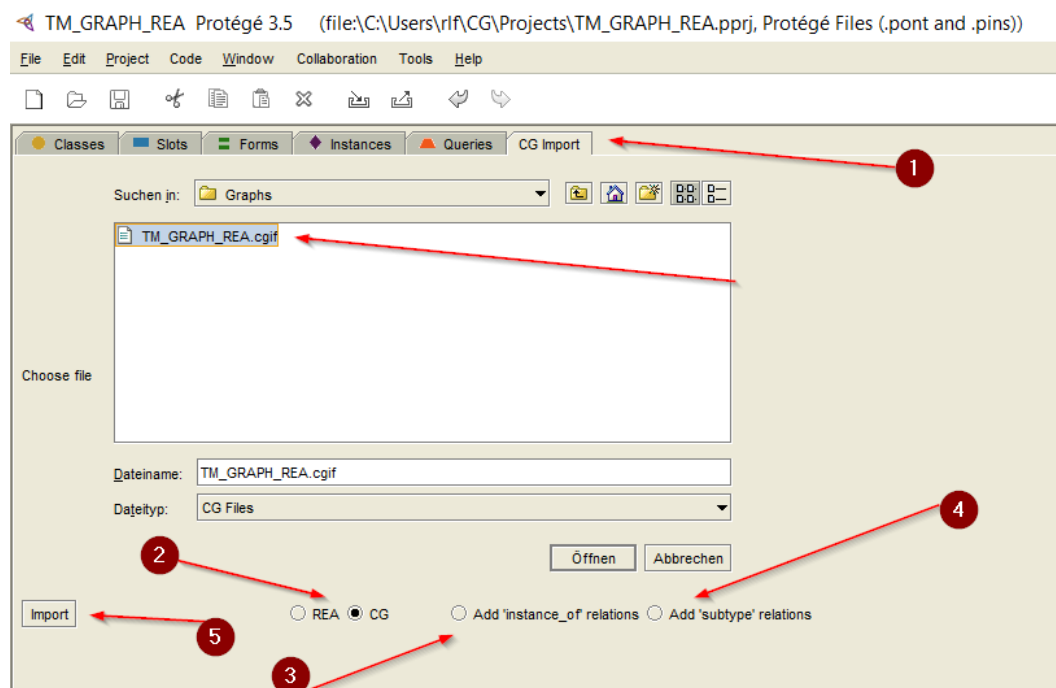 TM_GRAPH_REA Protégé 3.5 (file:\C:\Users\rlf\CG\Projects\TM_GRAPH_REA.pprj, Protégé Files (.pont and .pins))
File Edit Project Code Window Collaboration Tools Help
Classes Slots Forms Instances Queries CG Import
1
Suchen in: Graphs
TM_GRAPH_REA.cgif
Choose file
Dateiname: TM_GRAPH_REA.cgif
Dateityp: CG Files
4
2
Öffnen Abbrechen
Import REA CG Add 'instance_of' relations Add 'subtype' relations
5
3